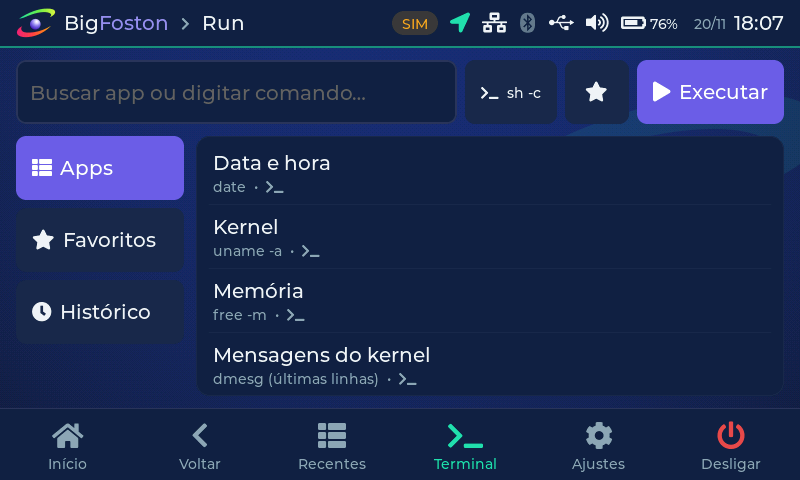 BigFoston > Run
SIM
76%
20/11 18:07
Buscar app ou digitar comando...
sh -c
Executar
Apps
Favoritos
Histórico
Data e hora
date •
Kernel
uname -a •
Memória
free -m •
Mensagens do kernel
dmesg (últimas linhas) •
Início
Voltar
Recentes
Terminal
Ajustes
Desligar